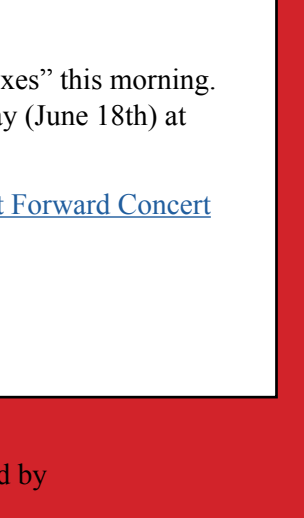 xes” this morning.
ay (June 18th) at
t Forward Concert
d by